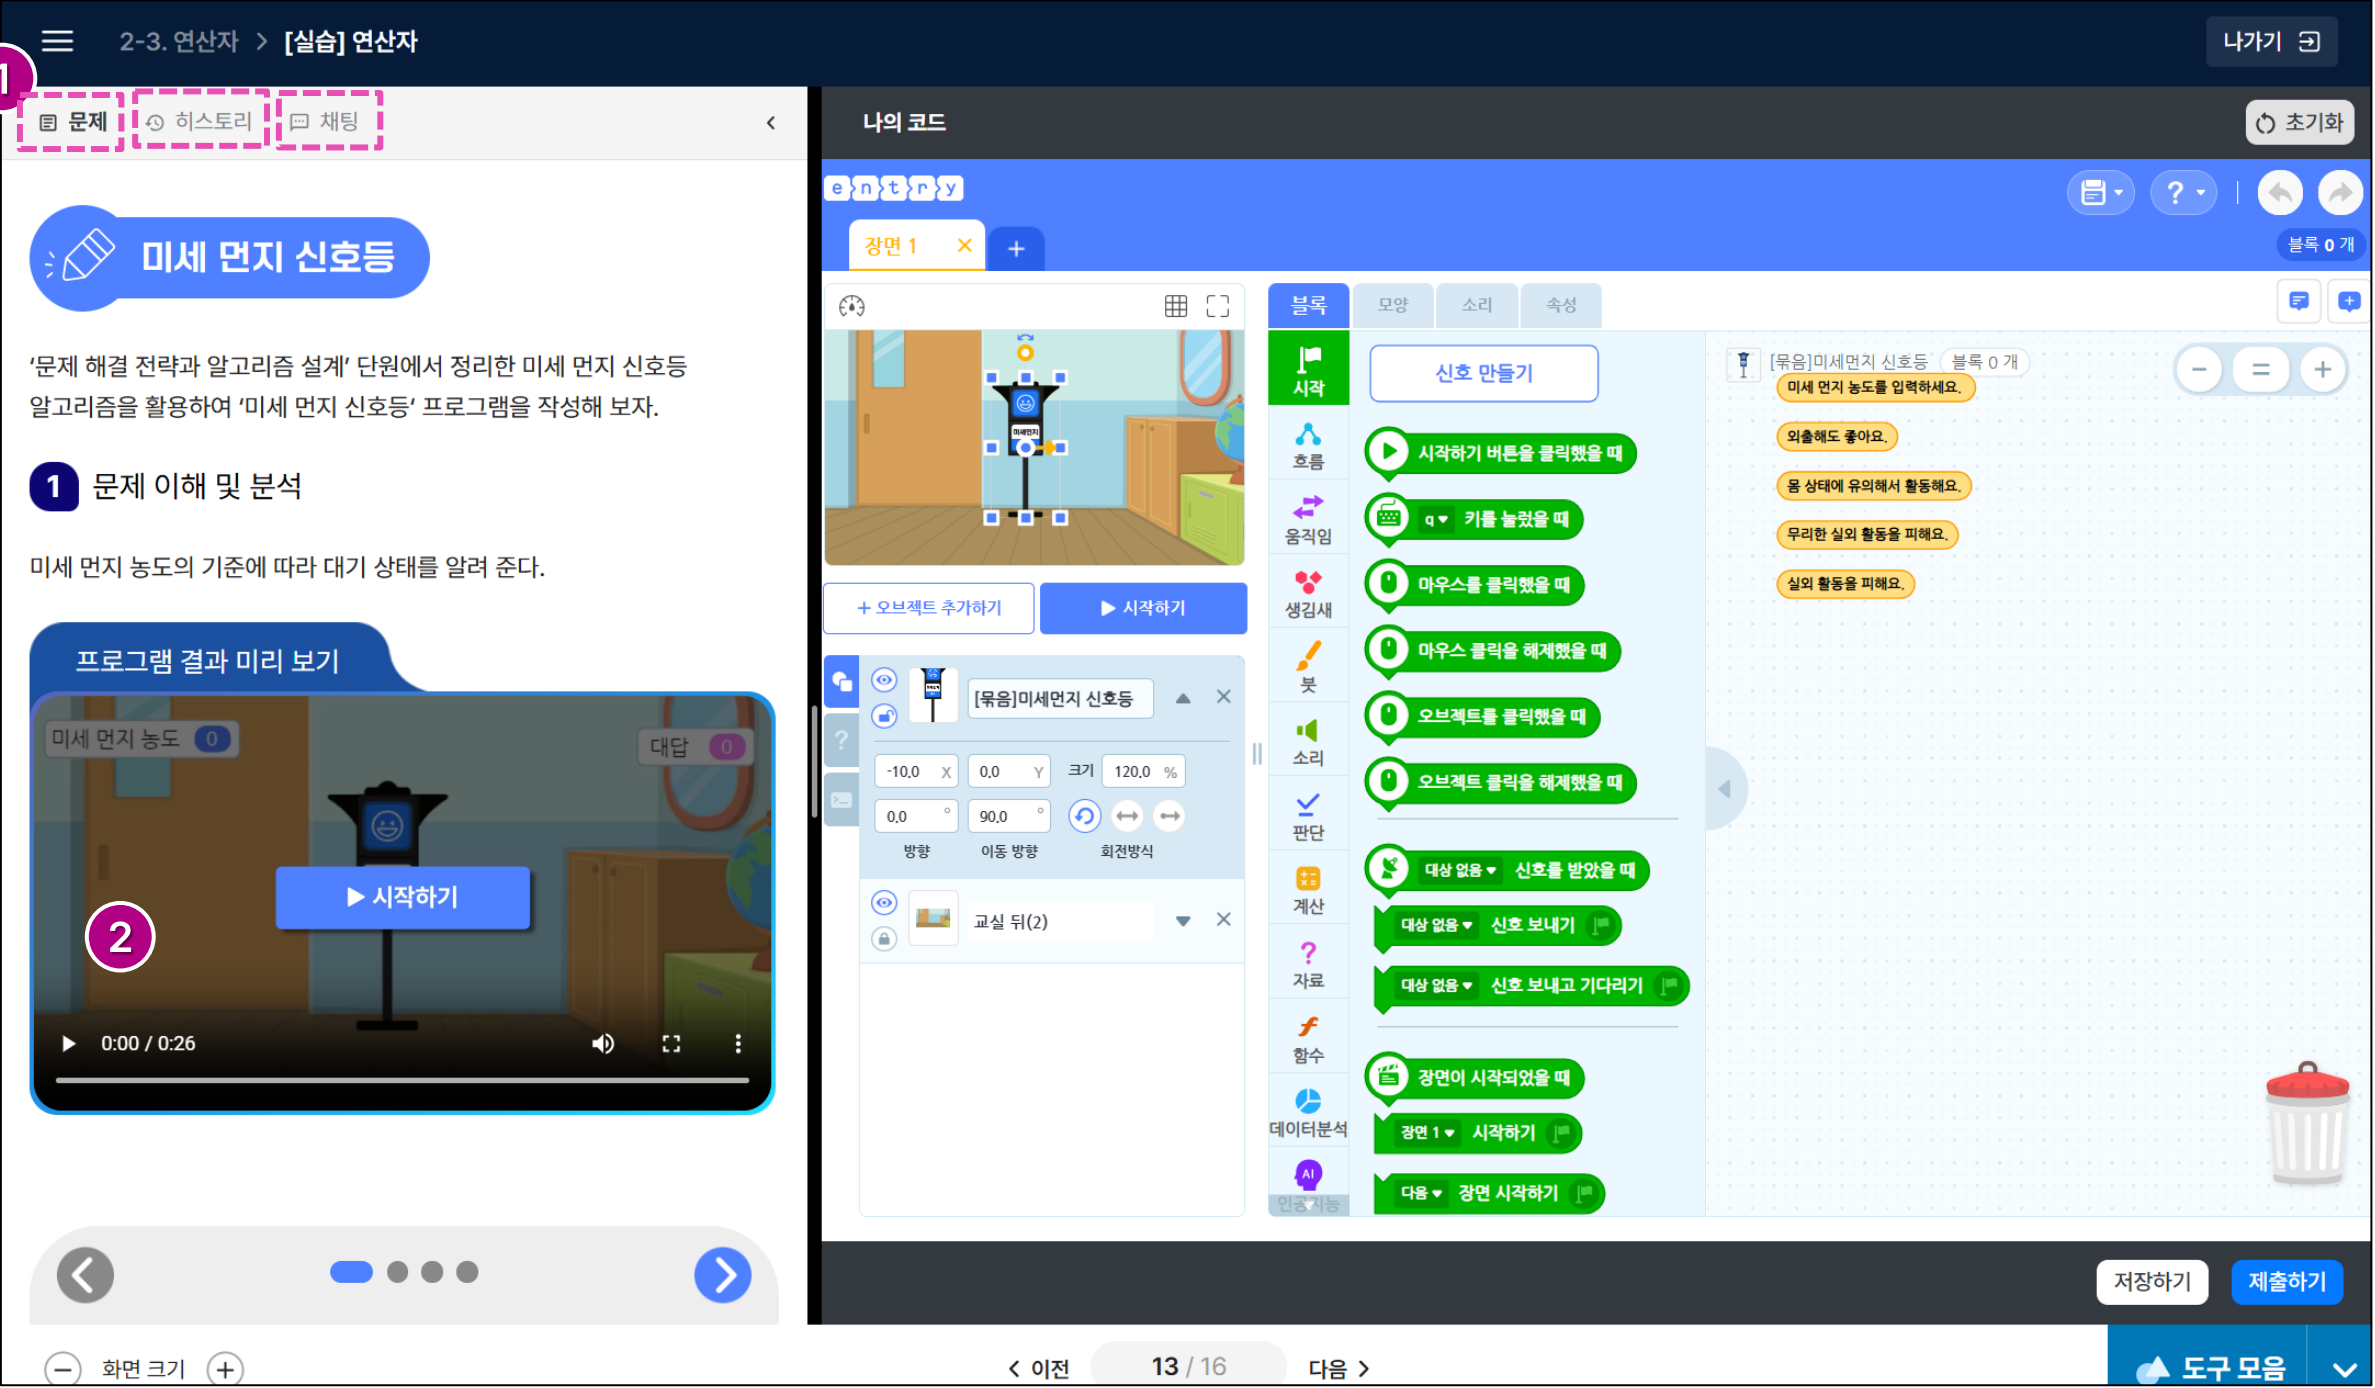 2-3. 연산자 > [실습] 연산자
나가기
1
문제
히스토리
채팅
나의 코드
초기화
미세 먼지 신호등
‘문제 해결 전략과 알고리즘 설계’ 단원에서 정리한 미세 먼지 신호등
알고리즘을 활용하여 ‘미세 먼지 신호등‘ 프로그램을 작성해 보자.
1 문제 이해 및 분석
미세 먼지 농도의 기준에 따라 대기 상태를 알려 준다.
프로그램 결과 미리 보기
미세 먼지 농도 0
대답 0
▶ 시작하기
2
0:00 / 0:26
화면 크기
entry
장면 1
블록 0 개
미세먼지
+ 오브젝트 추가하기
▶ 시작하기
[묶음]미세먼지 신호등
-10.0 X
0.0 Y
크기 120.0 %
0.0 °
90.0 °
방향
이동 방향
회전방식
교실 뒤(2)
블록
모양
소리
속성
시작
흐름
움직임
생김새
붓
소리
판단
계산
자료
함수
데이터분석
AI
인공지능
신호 만들기
시작하기 버튼을 클릭했을 때
q 키를 눌렀을 때
마우스를 클릭했을 때
마우스 클릭을 해제했을 때
오브젝트를 클릭했을 때
오브젝트 클릭을 해제했을 때
대상 없음 신호를 받았을 때
대상 없음 신호 보내기
대상 없음 신호 보내고 기다리기
장면이 시작되었을 때
장면 1 시작하기
다음 장면 시작하기
[묶음]미세먼지 신호등 블록 0 개
미세 먼지 농도를 입력하세요.
외출해도 좋아요.
몸 상태에 유의해서 활동해요.
무리한 실외 활동을 피해요.
실외 활동을 피해요.
저장하기
제출하기
이전
13 / 16
다음
도구 모음